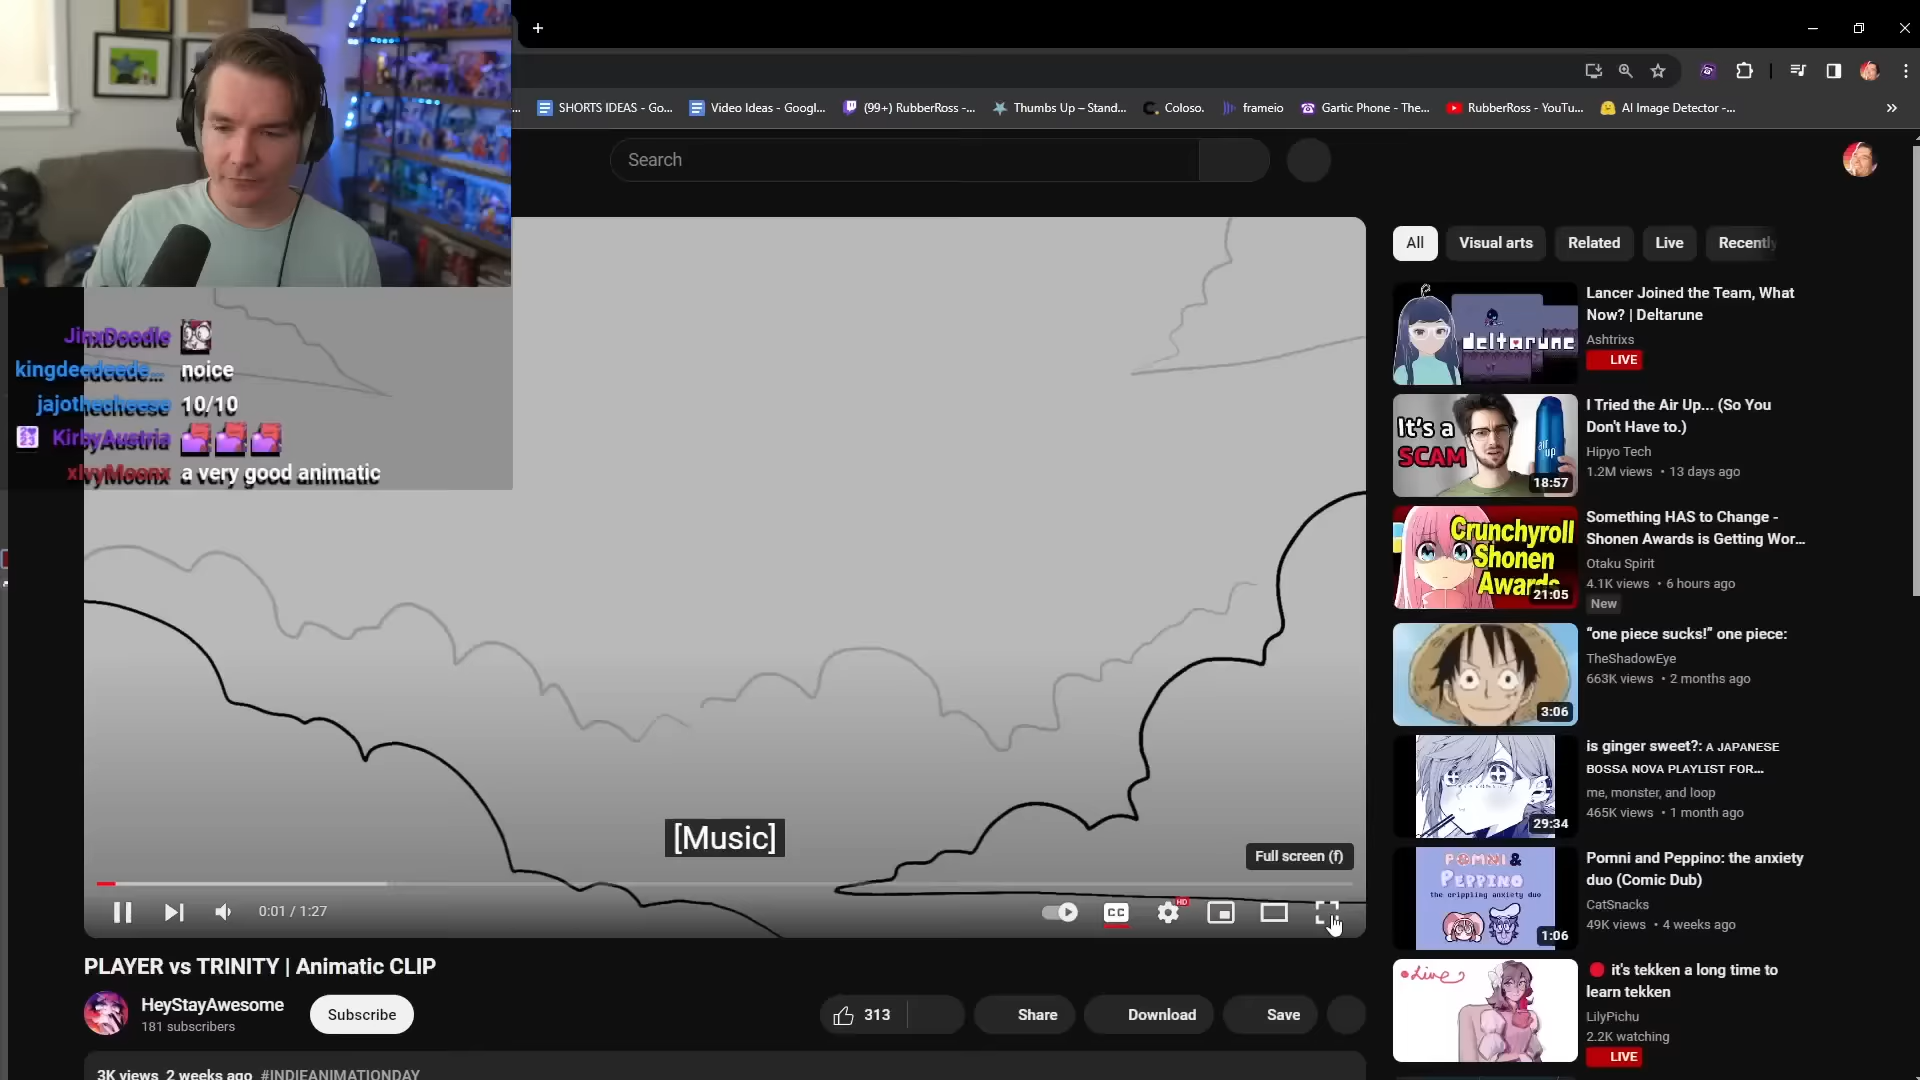 SHORTS IDEAS - Go...
Video Ideas - Googl...
(99+) RubberRoss -...
Thumbs Up – Stand...
Coloso.
frameio
Gartic Phone - The...
RubberRoss - YouTu...
AI Image Detector -...
Search
JinxDoodle
kingdeedeede... noice
jajothecheese 10/10
KirbyAustria
xIvyMoonx a very good animatic
[Music]
Full screen (f)
0:01 / 1:27
CC
HD
PLAYER vs TRINITY | Animatic CLIP
HeyStayAwesome
181 subscribers
Subscribe
313
Share
Download
Save
3K views 2 weeks ago #INDIEANIMATIONDAY
All
Visual arts
Related
Live
Recently
deltarune
Lancer Joined the Team, What
Now? | Deltarune
Ashtrixs
LIVE
It's a
SCAM
air up
18:57
I Tried the Air Up... (So You
Don't Have to.)
Hipyo Tech
1.2M views • 13 days ago
Crunchyroll
Shonen
Awards
21:05
Something HAS to Change -
Shonen Awards is Getting Wor...
Otaku Spirit
4.1K views • 6 hours ago
New
3:06
“one piece sucks!” one piece:
TheShadowEye
663K views • 2 months ago
29:34
is ginger sweet?: A JAPANESE
BOSSA NOVA PLAYLIST FOR...
me, monster, and loop
465K views • 1 month ago
POMNI &
PEPPINO
the crippling anxiety duo
1:06
Pomni and Peppino: the anxiety
duo (Comic Dub)
CatSnacks
49K views • 4 weeks ago
Live
it's tekken a long time to
learn tekken
LilyPichu
2.2K watching
LIVE